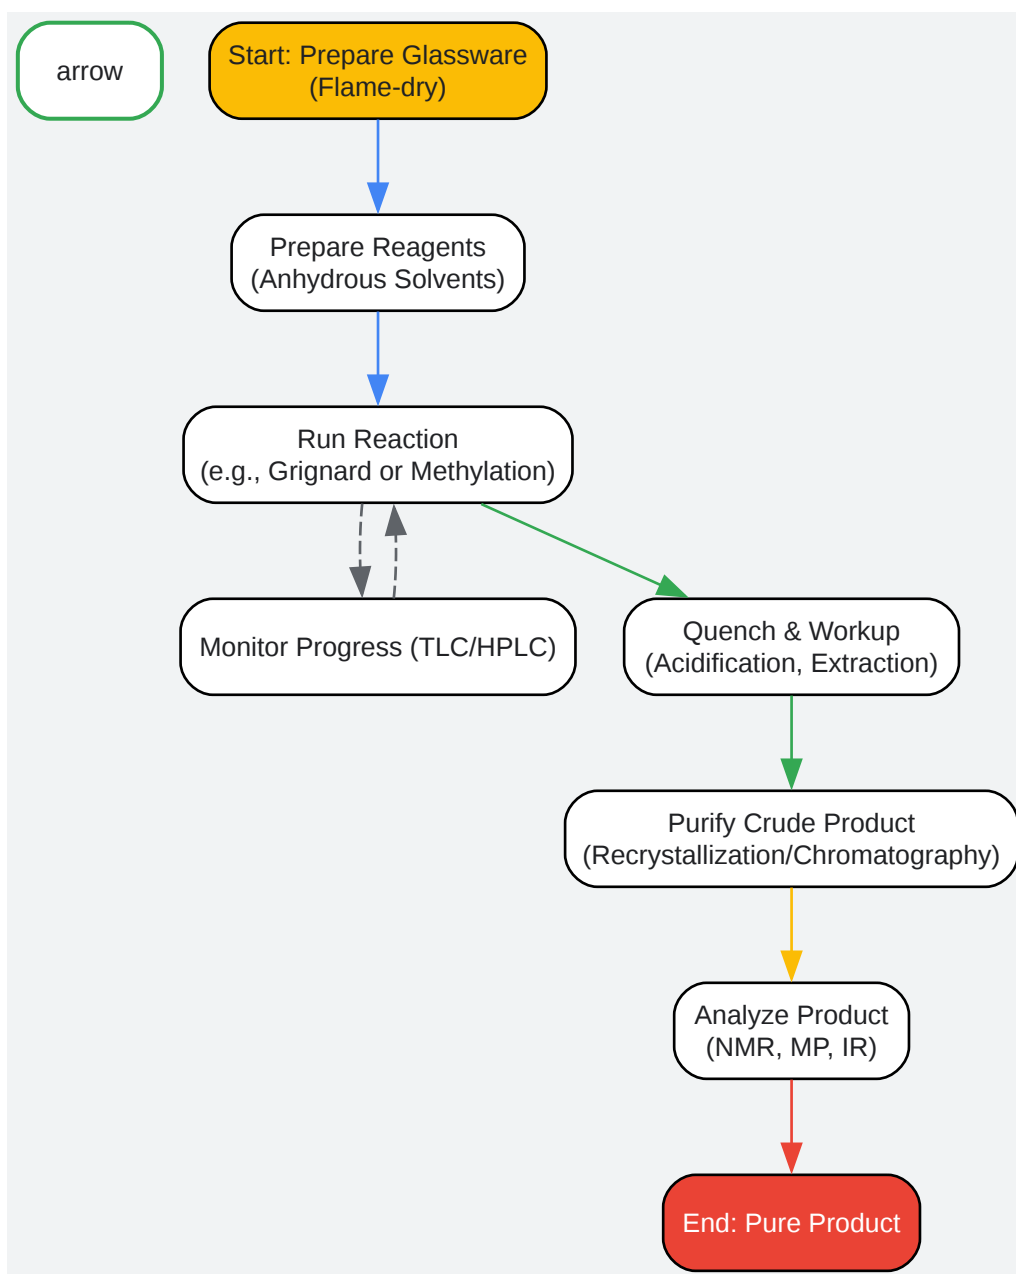 arrow
Start: Prepare Glassware
(Flame-dry)
Prepare Reagents
(Anhydrous Solvents)
Run Reaction
(e.g., Grignard or Methylation)
Monitor Progress (TLC/HPLC)
Quench & Workup
(Acidification, Extraction)
Purify Crude Product
(Recrystallization/Chromatography)
Analyze Product
(NMR, MP, IR)
End: Pure Product